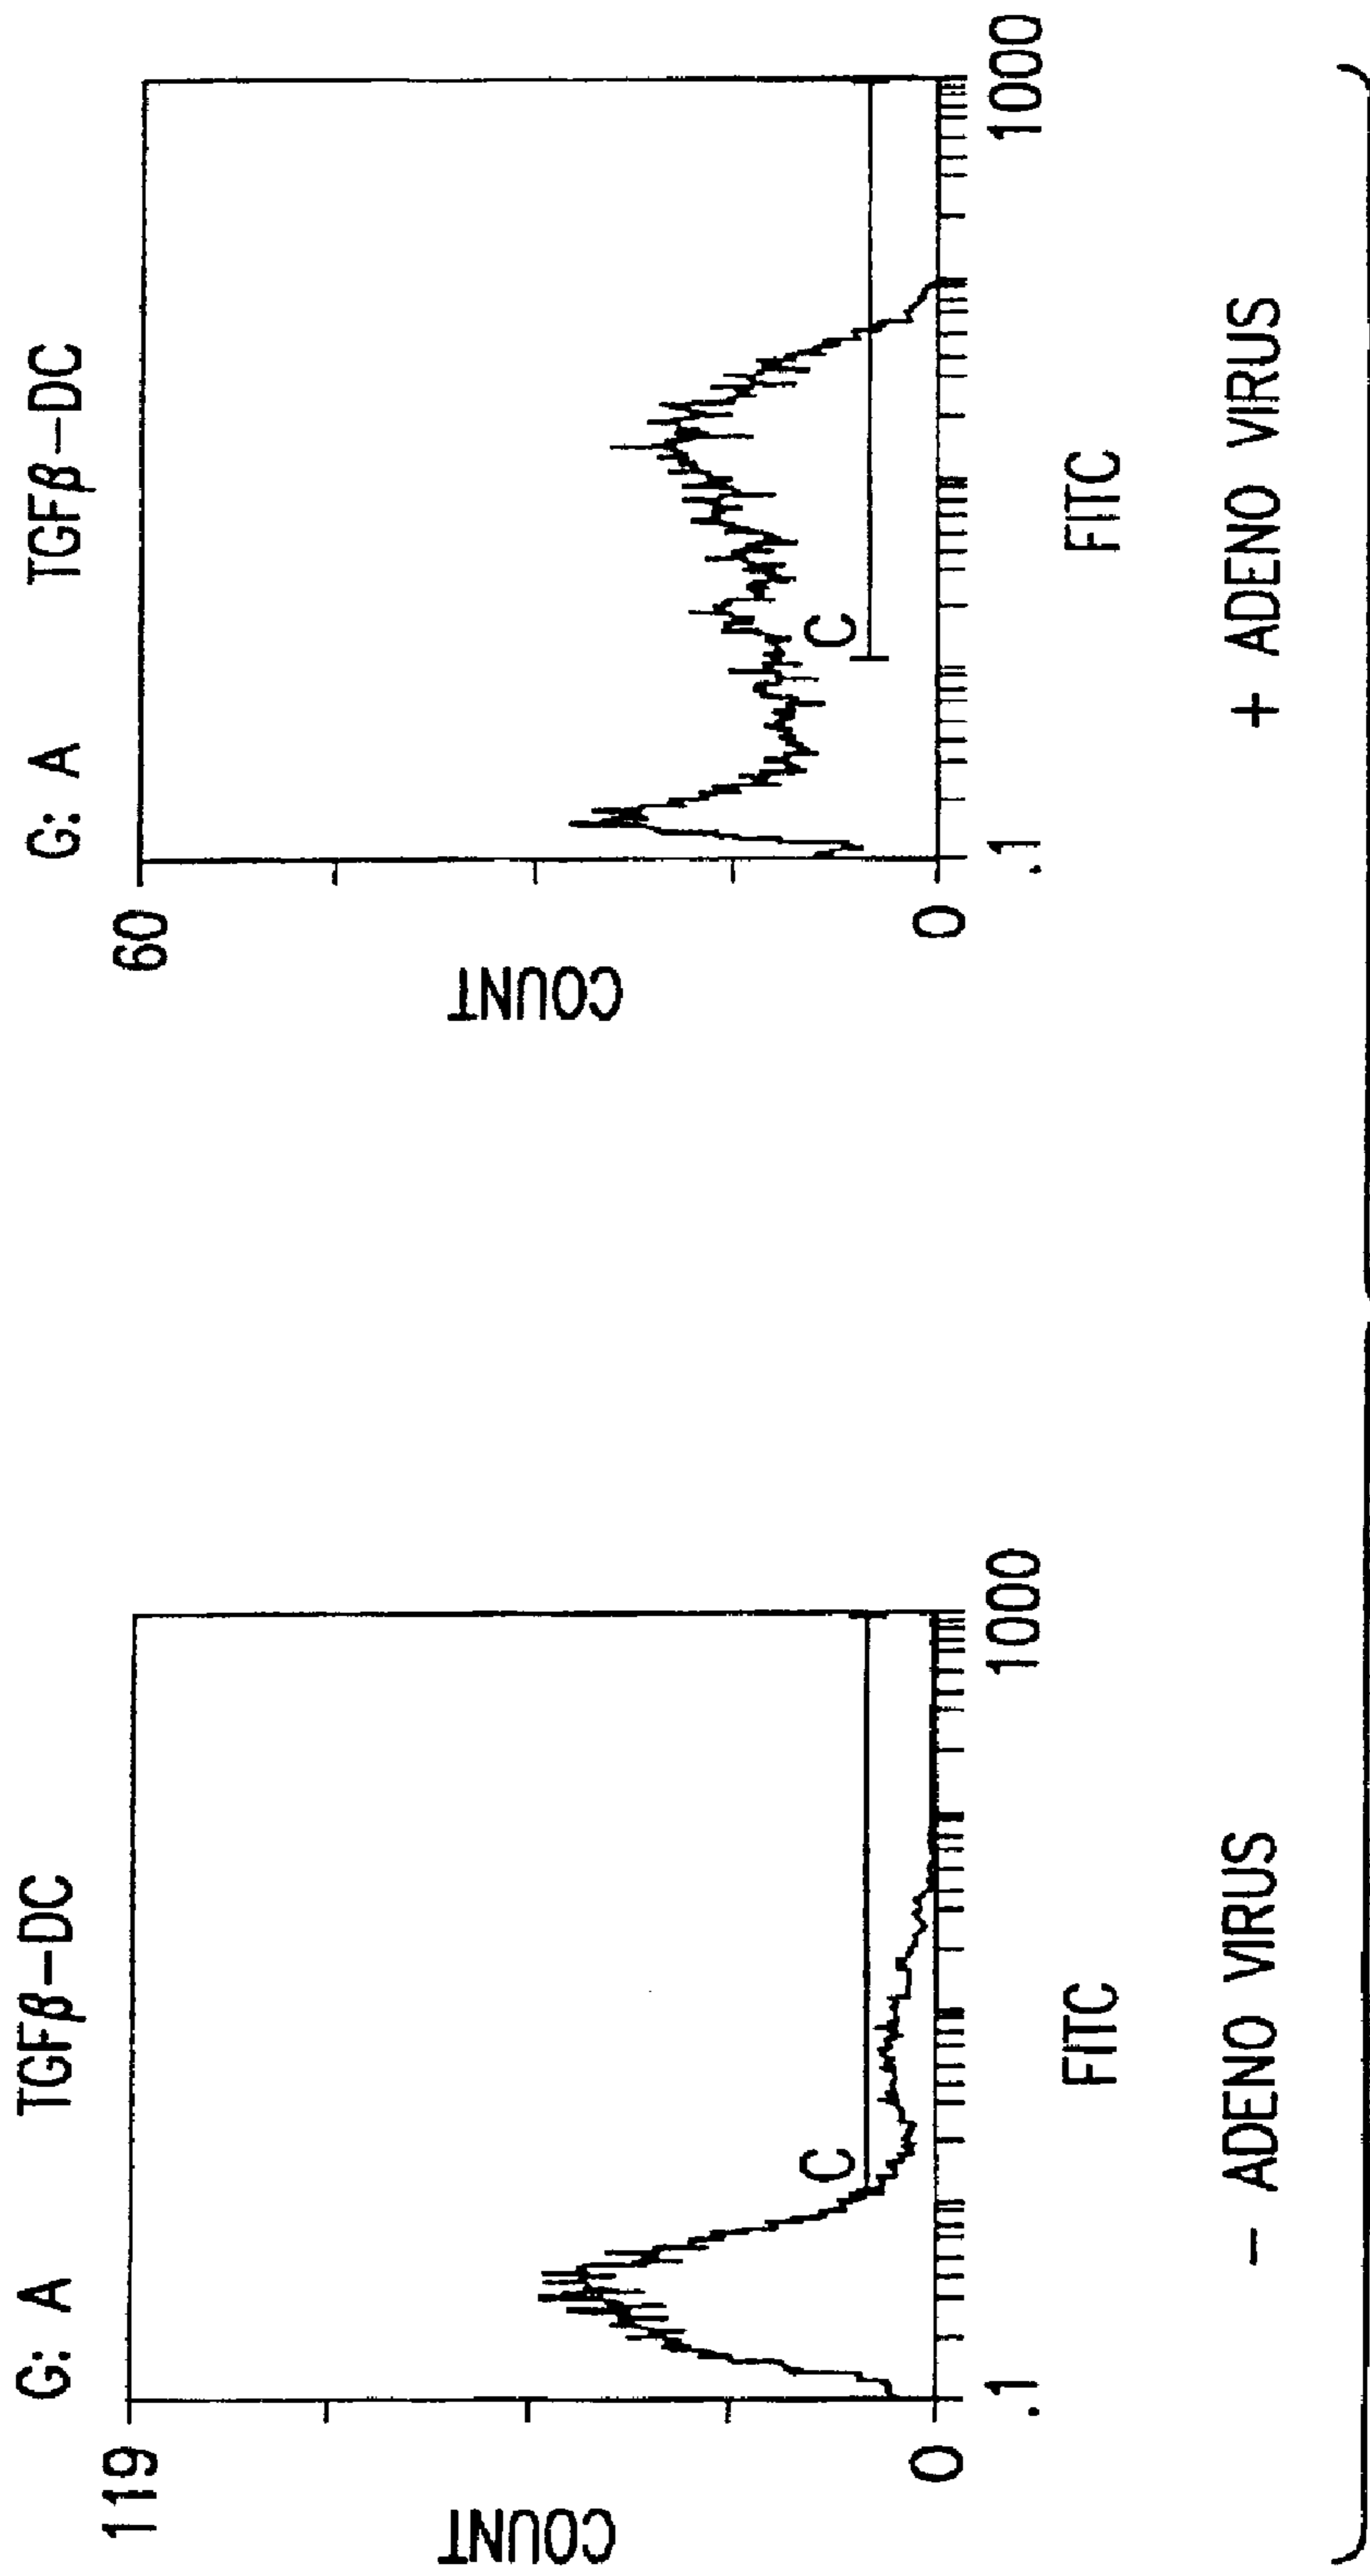 G: A TGFβ-DC
119
COUNT
0
C
.1
1000
FITC
- ADENO VIRUS
G: A TGFβ-DC
60
COUNT
0
C
.1
1000
FITC
+ ADENO VIRUS